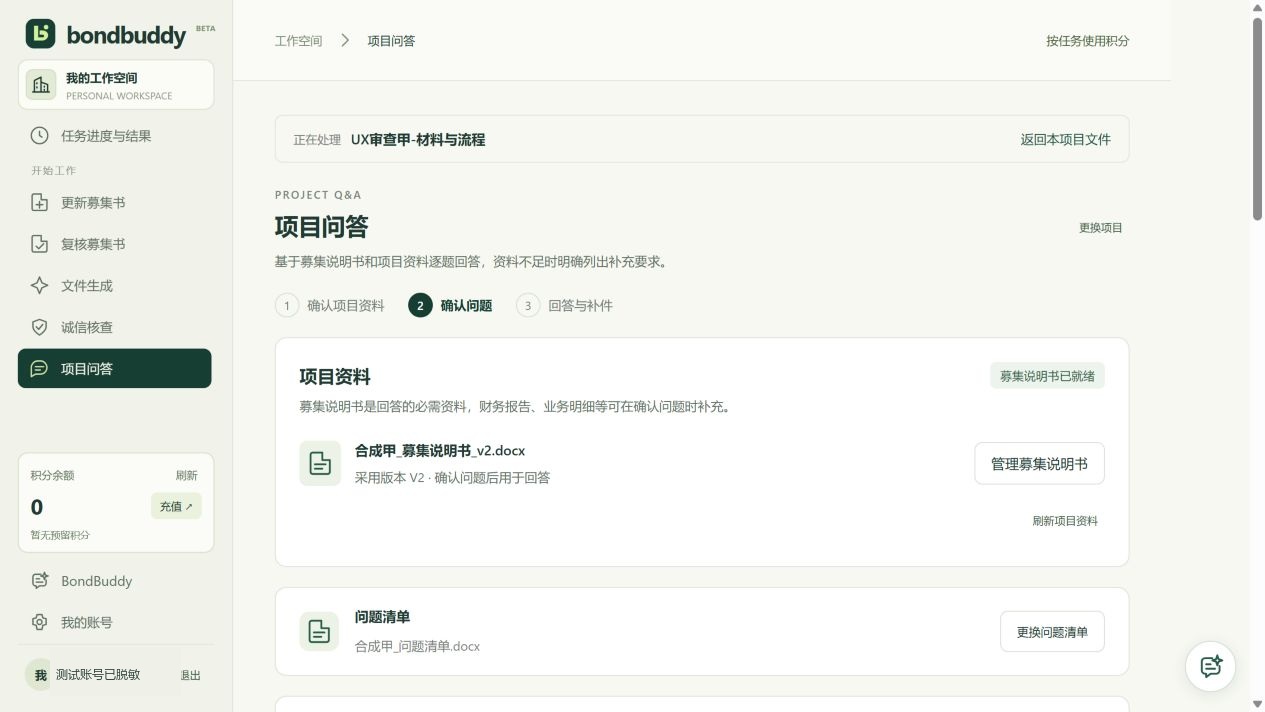 bondbuddy BETA
我的工作空间
PERSONAL WORKSPACE
任务进度与结果
开始工作
更新募集书
复核募集书
文件生成
诚信核查
项目问答
积分余额 刷新
0 充值 ↗
暂无预留积分
BondBuddy
我的账号
我 测试账号已脱敏 退出
工作空间 > 项目问答 按任务使用积分
正在处理 UX审查甲-材料与流程 返回本项目文件
PROJECT Q&A
项目问答 更换项目
基于募集说明书和项目资料逐题回答，资料不足时明确列出补充要求。
1 确认项目资料 2 确认问题 3 回答与补件
项目资料 募集说明书已就绪
募集说明书是回答的必需资料，财务报告、业务明细等可在确认问题时补充。
合成甲_募集说明书_v2.docx
采用版本 V2 · 确认问题后用于回答 管理募集说明书
刷新项目资料
问题清单
合成甲_问题清单.docx 更换问题清单